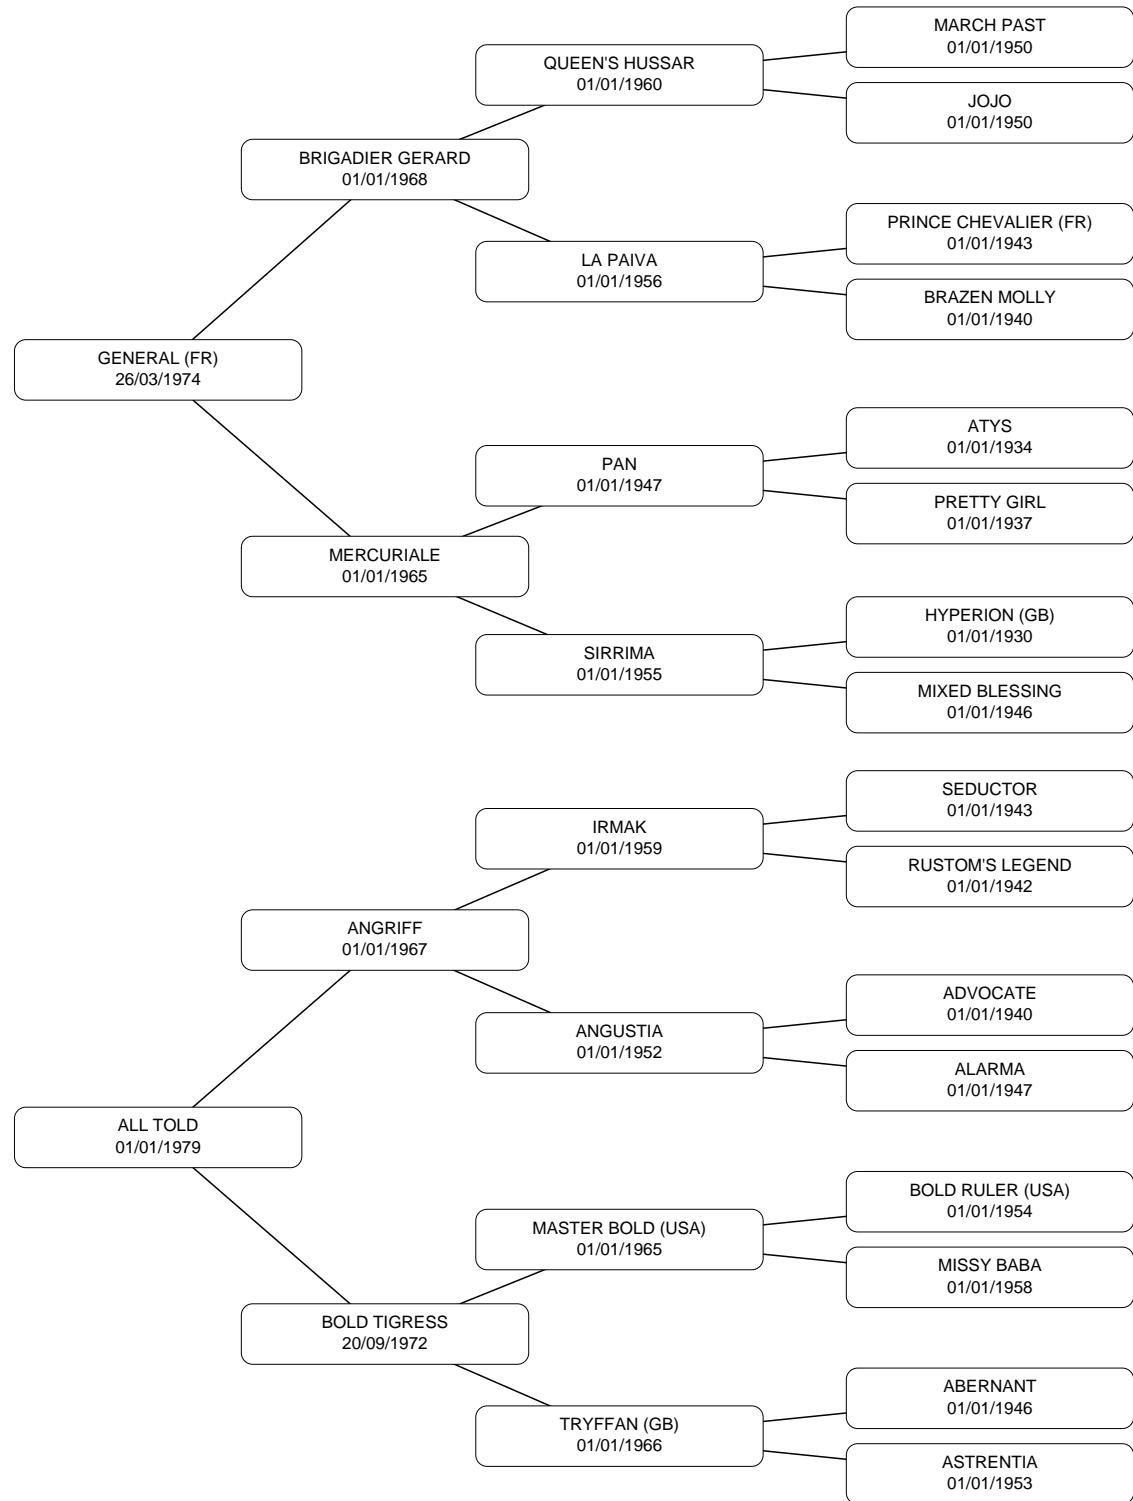 MARCH PAST
01/01/1950
QUEEN'S HUSSAR
01/01/1960
JOJO
01/01/1950
BRIGADIER GERARD
01/01/1968
PRINCE CHEVALIER (FR)
01/01/1943
LA PAIVA
01/01/1956
BRAZEN MOLLY
01/01/1940
GENERAL (FR)
26/03/1974
ATYS
01/01/1934
PAN
01/01/1947
PRETTY GIRL
01/01/1937
MERCURIALE
01/01/1965
HYPERION (GB)
01/01/1930
SIRRIMA
01/01/1955
MIXED BLESSING
01/01/1946
SEDUCTOR
01/01/1943
IRMAK
01/01/1959
RUSTOM'S LEGEND
01/01/1942
ANGRIFF
01/01/1967
ADVOCATE
01/01/1940
ANGUSTIA
01/01/1952
ALARMA
01/01/1947
ALL TOLD
01/01/1979
BOLD RULER (USA)
01/01/1954
MASTER BOLD (USA)
01/01/1965
MISSY BABA
01/01/1958
BOLD TIGRESS
20/09/1972
ABERNANT
01/01/1946
TRYFFAN (GB)
01/01/1966
ASTRENTIA
01/01/1953